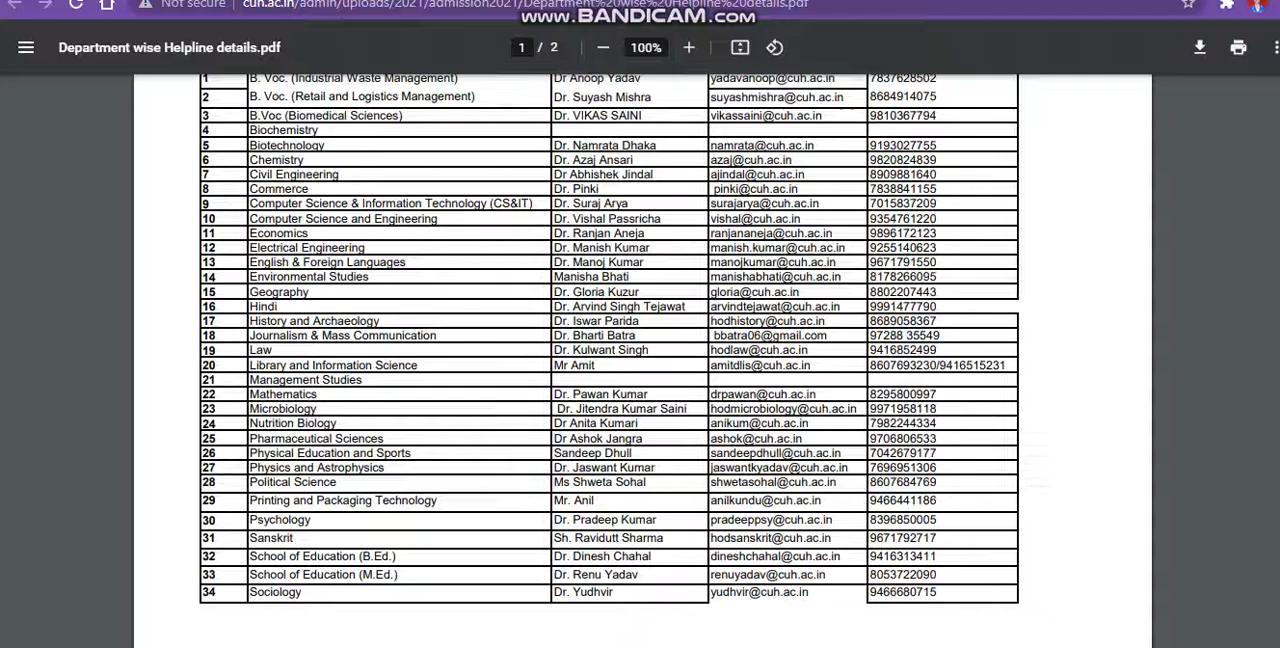 Not secure cuh.ac.in/admin/uploads/2021/admission2021/Department%20wise%20Helpline%20details.pdf
www.BANDICAM.com
Department wise Helpline details.pdf 1 / 2 100%
1 B. Voc. (Industrial Waste Management) Dr Anoop Yadav yadavanoop@cuh.ac.in 7837628502
2 B. Voc. (Retail and Logistics Management) Dr. Suyash Mishra suyashmishra@cuh.ac.in 8684914075
3 B.Voc (Biomedical Sciences) Dr. VIKAS SAINI vikassaini@cuh.ac.in 9810367794
4 Biochemistry
5 Biotechnology Dr. Namrata Dhaka namrata@cuh.ac.in 9193027755
6 Chemistry Dr. Azaj Ansari azaj@cuh.ac.in 9820824839
7 Civil Engineering Dr Abhishek Jindal ajindal@cuh.ac.in 8909881640
8 Commerce Dr. Pinki pinki@cuh.ac.in 7838841155
9 Computer Science & Information Technology (CS&IT) Dr. Suraj Arya surajarya@cuh.ac.in 7015837209
10 Computer Science and Engineering Dr. Vishal Passricha vishal@cuh.ac.in 9354761220
11 Economics Dr. Ranjan Aneja ranjananeja@cuh.ac.in 9896172123
12 Electrical Engineering Dr. Manish Kumar manish.kumar@cuh.ac.in 9255140623
13 English & Foreign Languages Dr. Manoj Kumar manojkumar@cuh.ac.in 9671791550
14 Environmental Studies Manisha Bhati manishabhati@cuh.ac.in 8178266095
15 Geography Dr. Gloria Kuzur gloria@cuh.ac.in 8802207443
16 Hindi Dr. Arvind Singh Tejawat arvindtejawat@cuh.ac.in 9991477790
17 History and Archaeology Dr. Iswar Parida hodhistory@cuh.ac.in 8689058367
18 Journalism & Mass Communication Dr. Bharti Batra bbatra06@gmail.com 97288 35549
19 Law Dr. Kulwant Singh hodlaw@cuh.ac.in 9416852499
20 Library and Information Science Mr Amit amitdlis@cuh.ac.in 8607693230/9416515231
21 Management Studies
22 Mathematics Dr. Pawan Kumar drpawan@cuh.ac.in 8295800997
23 Microbiology Dr. Jitendra Kumar Saini hodmicrobiology@cuh.ac.in 9971958118
24 Nutrition Biology Dr Anita Kumari anikum@cuh.ac.in 7982244334
25 Pharmaceutical Sciences Dr Ashok Jangra ashok@cuh.ac.in 9706806533
26 Physical Education and Sports Sandeep Dhull sandeepdhull@cuh.ac.in 7042679177
27 Physics and Astrophysics Dr. Jaswant Kumar jaswantkyadav@cuh.ac.in 7696951306
28 Political Science Ms Shweta Sohal shwetasohal@cuh.ac.in 8607684769
29 Printing and Packaging Technology Mr. Anil anilkundu@cuh.ac.in 9466441186
30 Psychology Dr. Pradeep Kumar pradeeppsy@cuh.ac.in 8396850005
31 Sanskrit Sh. Ravidutt Sharma hodsanskrit@cuh.ac.in 9671792717
32 School of Education (B.Ed.) Dr. Dinesh Chahal dineshchahal@cuh.ac.in 9416313411
33 School of Education (M.Ed.) Dr. Renu Yadav renuyadav@cuh.ac.in 8053722090
34 Sociology Dr. Yudhvir yudhvir@cuh.ac.in 9466680715